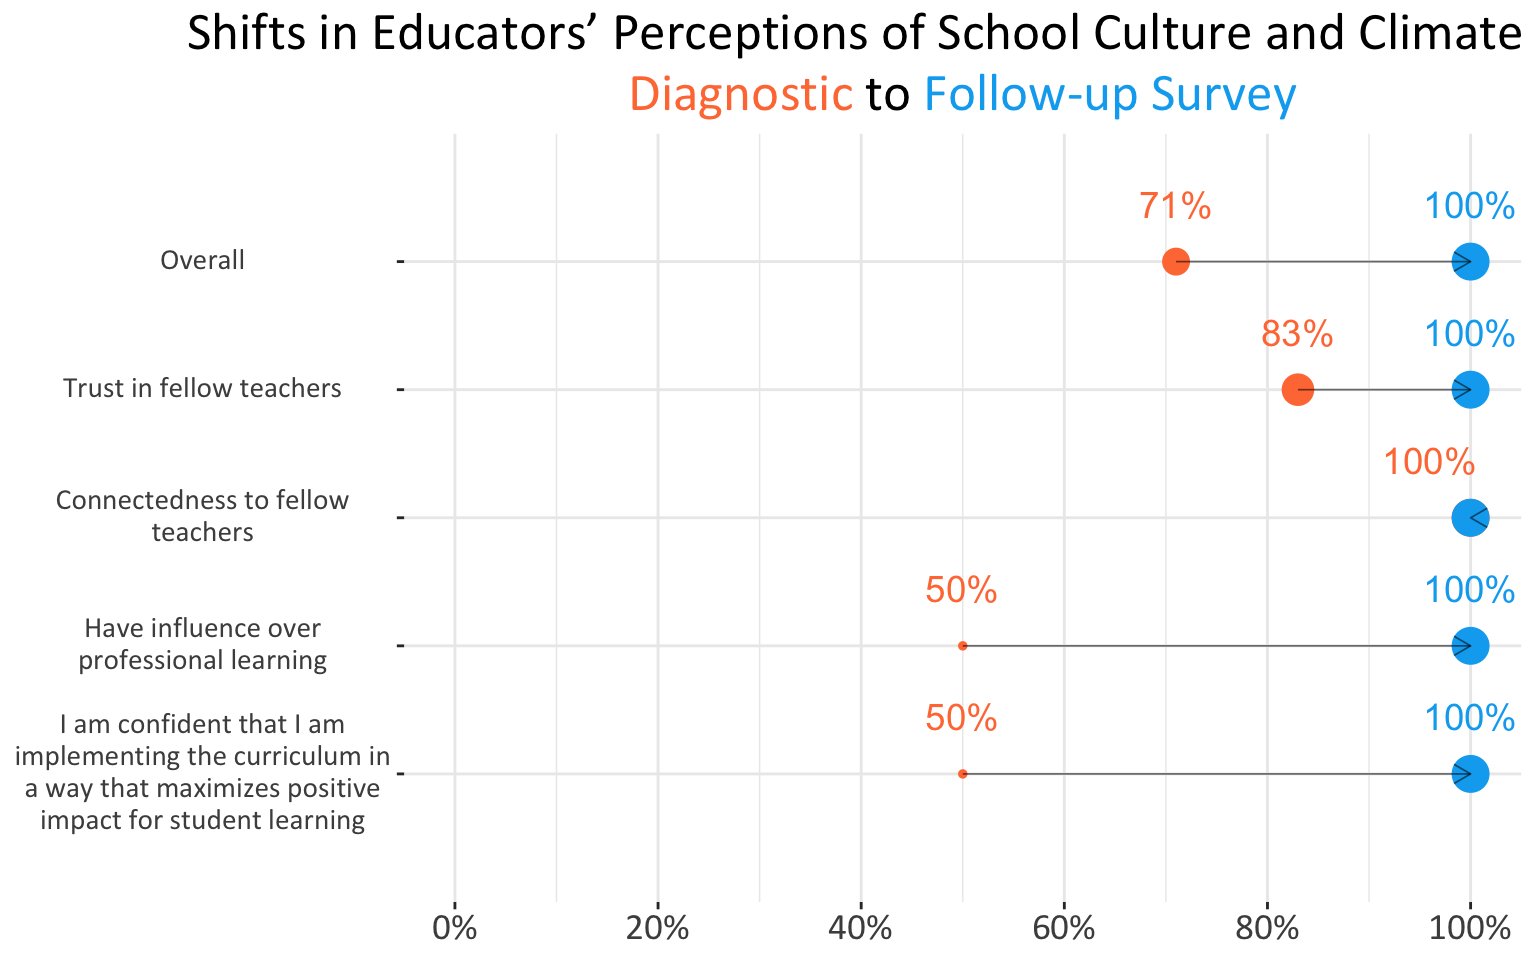 Shifts in Educators’ Perceptions of School Culture and Climate
Diagnostic to Follow-up Survey
71% 100%
Overall
83% 100%
Trust in fellow teachers
100%
Connectedness to fellow
teachers
50% 100%
Have influence over
professional learning
50% 100%
I am confident that I am
implementing the curriculum in
a way that maximizes positive
impact for student learning
0% 20% 40% 60% 80% 100%